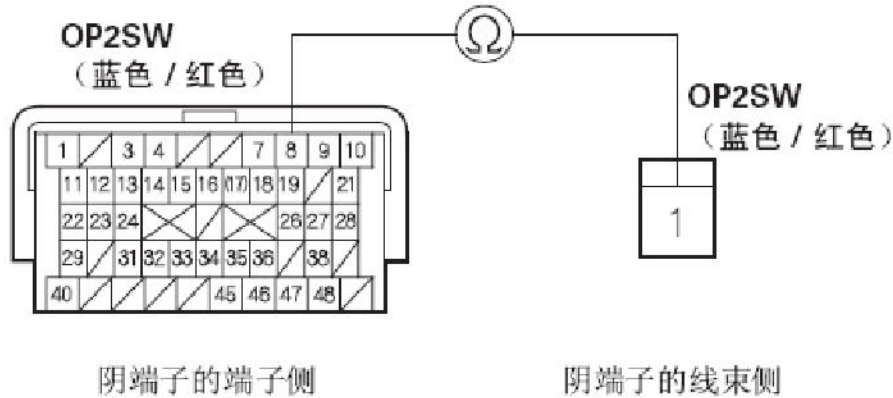 OP2SW
（蓝色 / 红色）
Ω
OP2SW
（蓝色 / 红色）
1 3 4 7 8 9 10
11 12 13 14 15 16 (17) 18 19 21
22 23 24 26 27 28
29 31 32 33 34 35 36 38
40 45 46 47 48
1
阴端子的端子侧
阴端子的线束侧